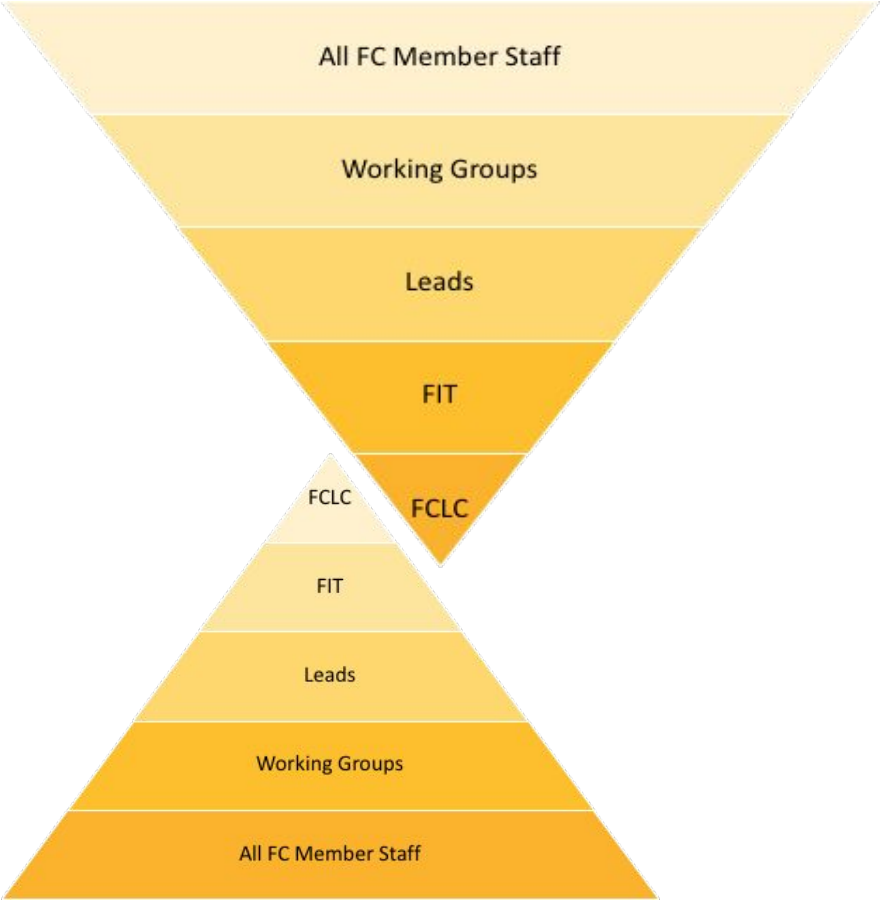 All FC Member Staff
Working Groups
Leads
FIT
FCLC
FCLC
FIT
Leads
Working Groups
All FC Member Staff